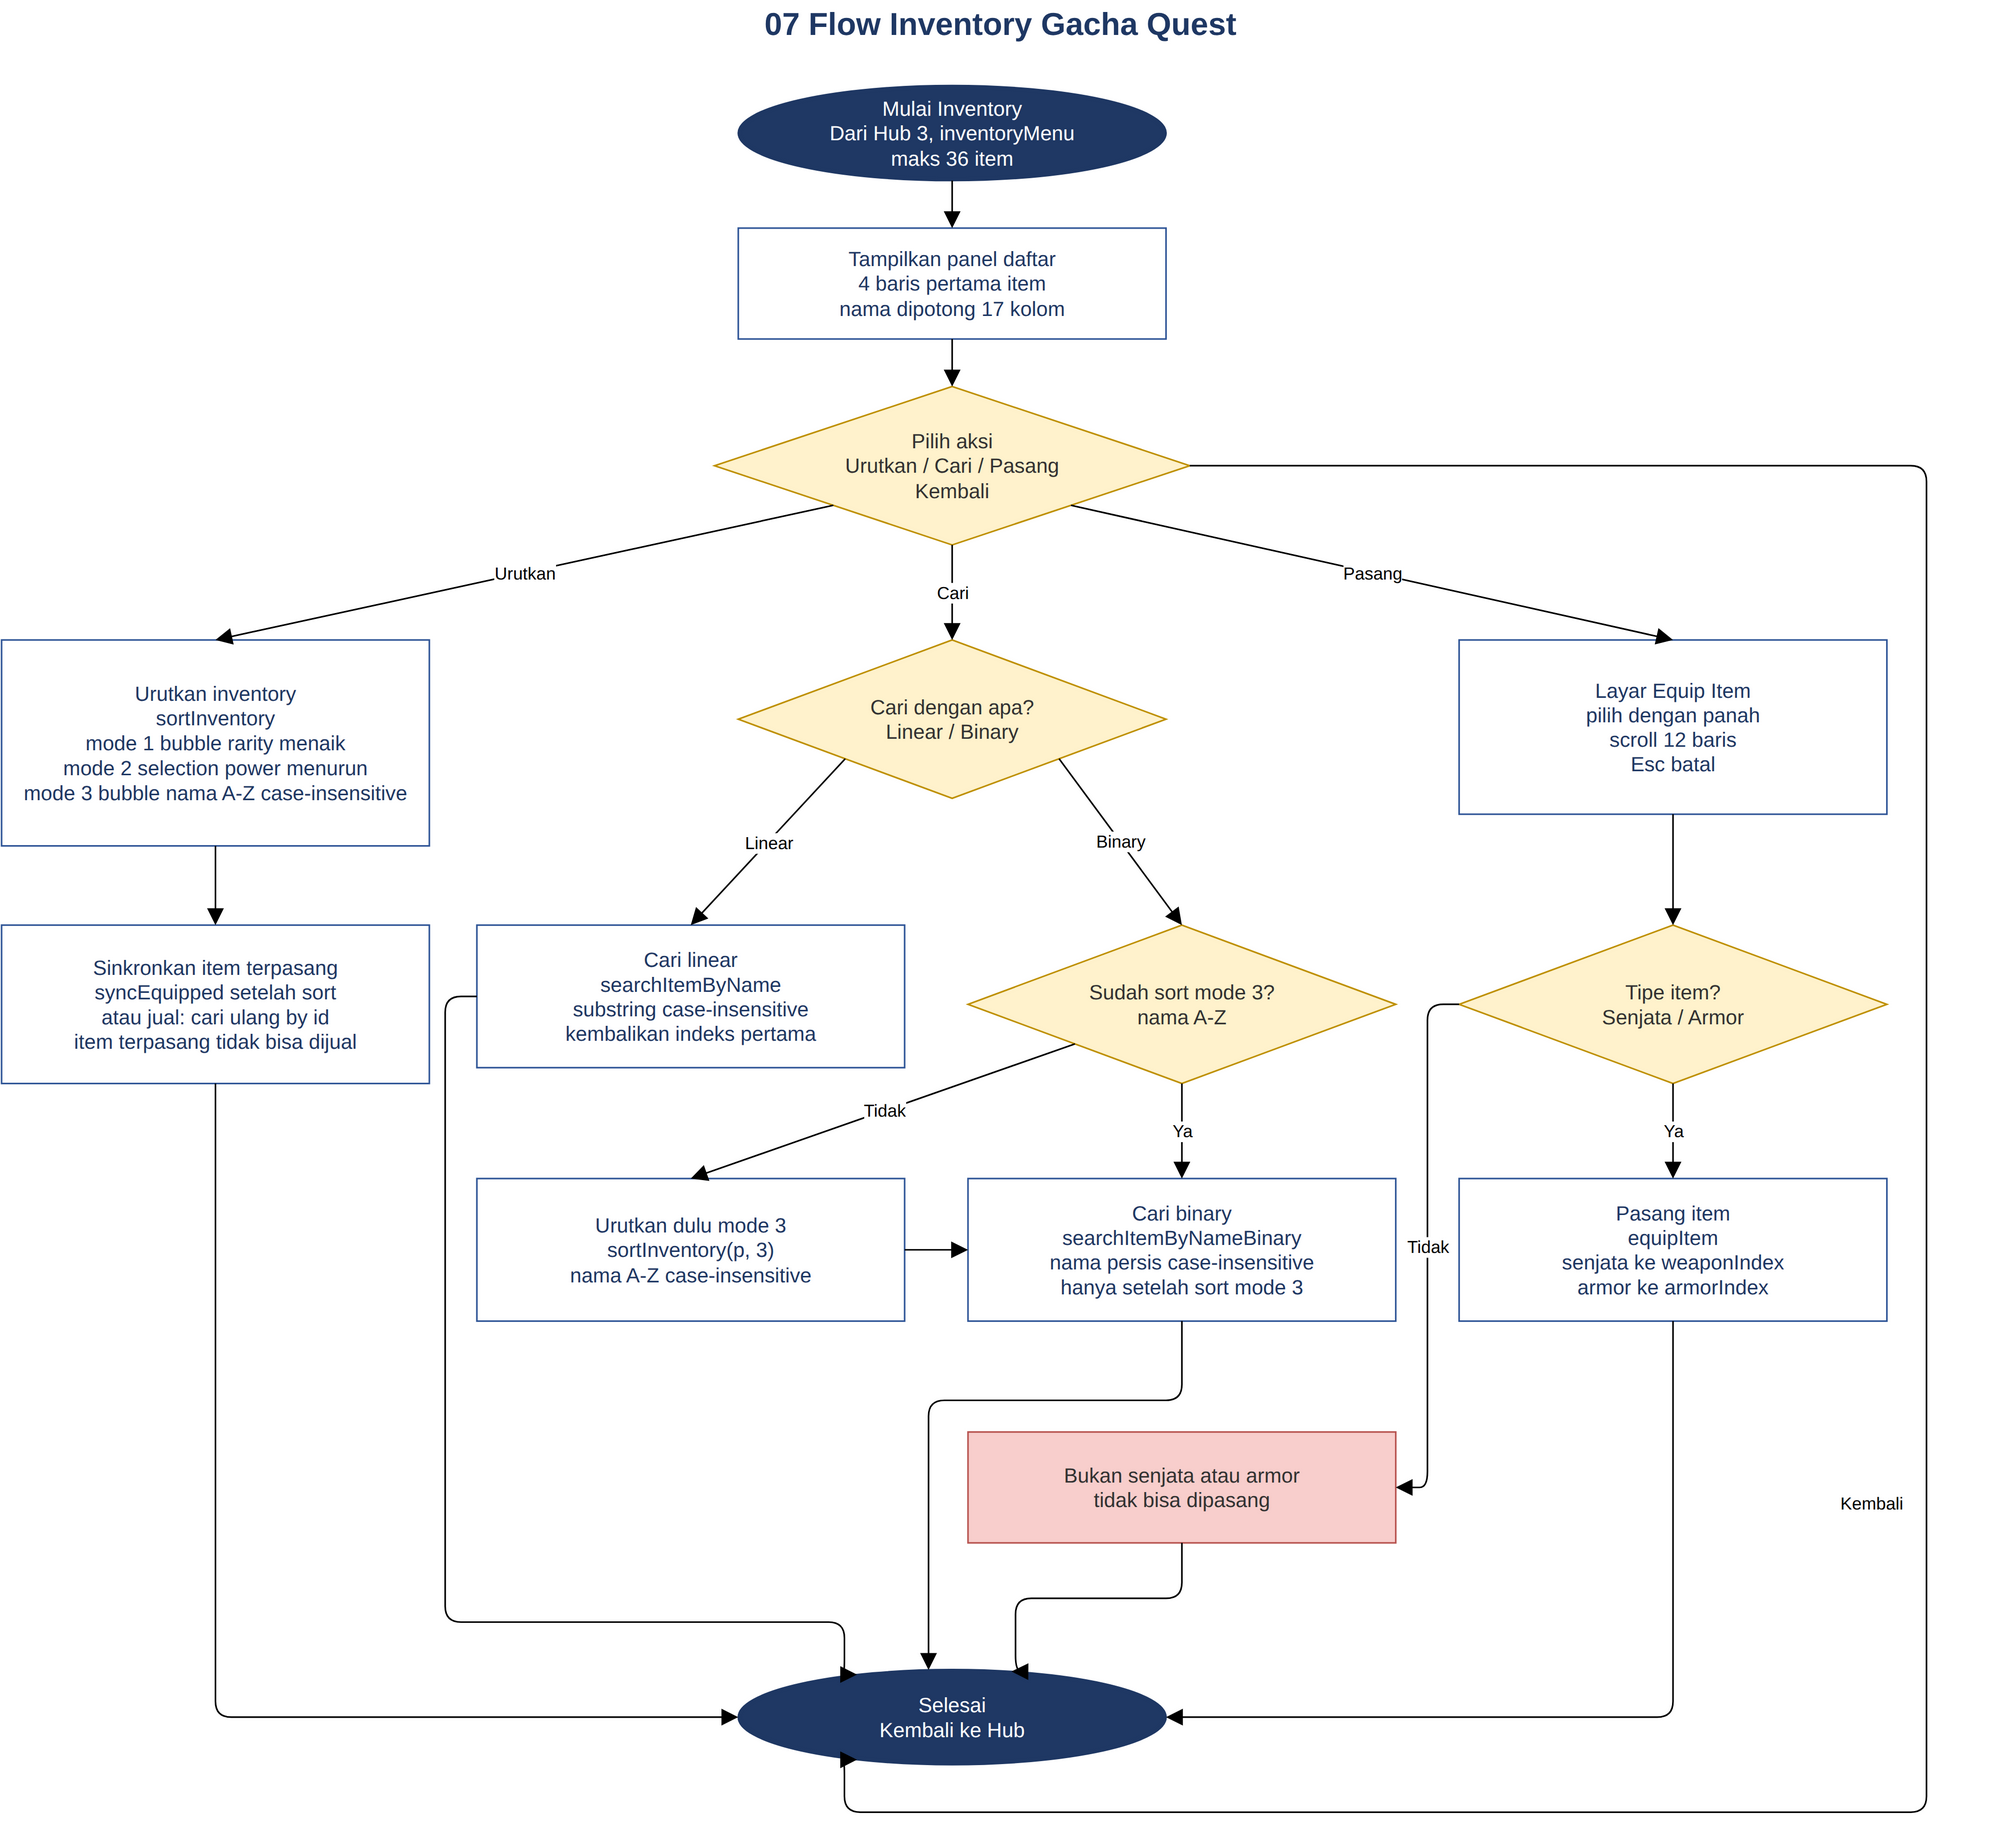 07 Flow Inventory Gacha Quest
Mulai Inventory
Dari Hub 3, inventoryMenu
maks 36 item
Tampilkan panel daftar
4 baris pertama item
nama dipotong 17 kolom
Pilih aksi
Urutkan / Cari / Pasang
Kembali
Urutkan
Cari
Pasang
Urutkan inventory
sortInventory
mode 1 bubble rarity menaik
mode 2 selection power menurun
mode 3 bubble nama A-Z case-insensitive
Cari dengan apa?
Linear / Binary
Layar Equip Item
pilih dengan panah
scroll 12 baris
Esc batal
Linear
Binary
Sinkronkan item terpasang
syncEquipped setelah sort
atau jual: cari ulang by id
item terpasang tidak bisa dijual
Cari linear
searchItemByName
substring case-insensitive
kembalikan indeks pertama
Sudah sort mode 3?
nama A-Z
Tipe item?
Senjata / Armor
Tidak
Ya
Ya
Urutkan dulu mode 3
sortInventory(p, 3)
nama A-Z case-insensitive
Cari binary
searchItemByNameBinary
nama persis case-insensitive
hanya setelah sort mode 3
Tidak
Pasang item
equipItem
senjata ke weaponIndex
armor ke armorIndex
Bukan senjata atau armor
tidak bisa dipasang
Kembali
Selesai
Kembali ke Hub